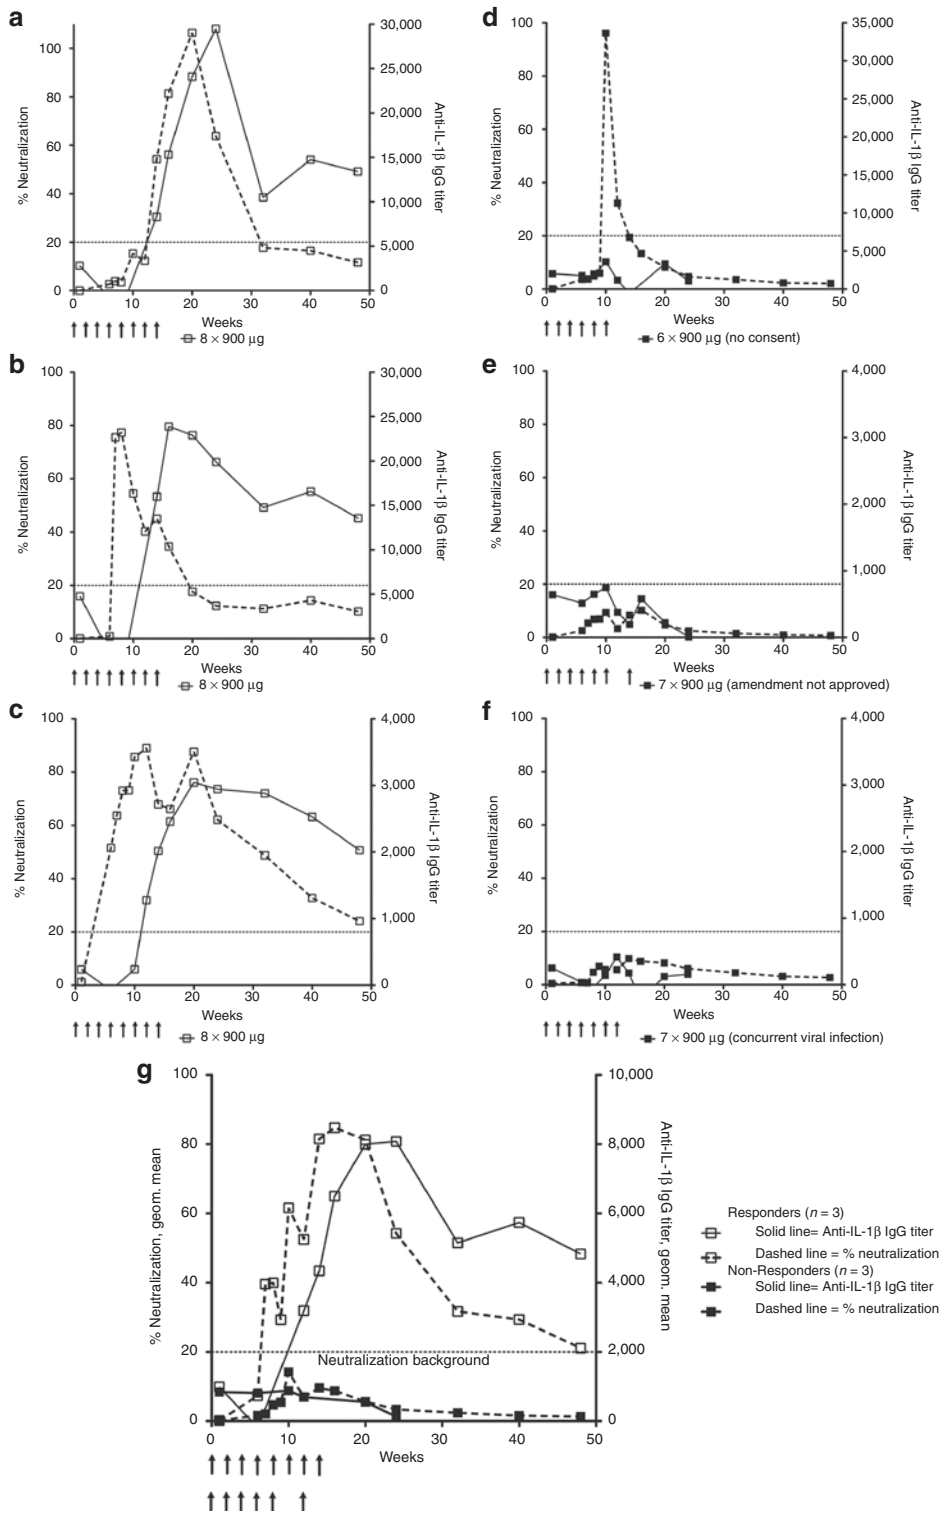 a
% Neutralization
100
80
60
40
20
0
30,000
25,000
20,000
15,000
10,000
5,000
0
Anti-IL-1β IgG titer
0 10 20 30 40 50
Weeks
8 × 900 μg
b
% Neutralization
100
80
60
40
20
0
30,000
25,000
20,000
15,000
10,000
5,000
0
Anti-IL-1β IgG titer
0 10 20 30 40 50
Weeks
8 × 900 μg
c
% Neutralization
100
80
60
40
20
0
4,000
3,000
2,000
1,000
0
Anti-IL-1β IgG titer
0 10 20 30 40 50
Weeks
8 × 900 μg
d
% Neutralization
100
80
60
40
20
0
35,000
30,000
25,000
20,000
15,000
10,000
5,000
0
Anti-IL-1β IgG titer
0 10 20 30 40 50
Weeks
6 × 900 μg (no consent)
e
% Neutralization
100
80
60
40
20
0
4,000
3,000
2,000
1,000
0
Anti-IL-1β IgG titer
0 10 20 30 40 50
Weeks
7 × 900 μg (amendment not approved)
f
% Neutralization
100
80
60
40
20
0
4,000
3,000
2,000
1,000
0
Anti-IL-1β IgG titer
0 10 20 30 40 50
Weeks
7 × 900 μg (concurrent viral infection)
g
% Neutralization, geom. mean
100
80
60
40
20
0
10,000
8,000
6,000
4,000
2,000
0
Anti-IL-1β IgG titer, geom. mean
Neutralization background
0 10 20 30 40 50
Weeks
Responders (n = 3)
Solid line= Anti-IL-1β IgG titer
Dashed line = % neutralization
Non-Responders (n = 3)
Solid line= Anti-IL-1β IgG titer
Dashed line = % neutralization